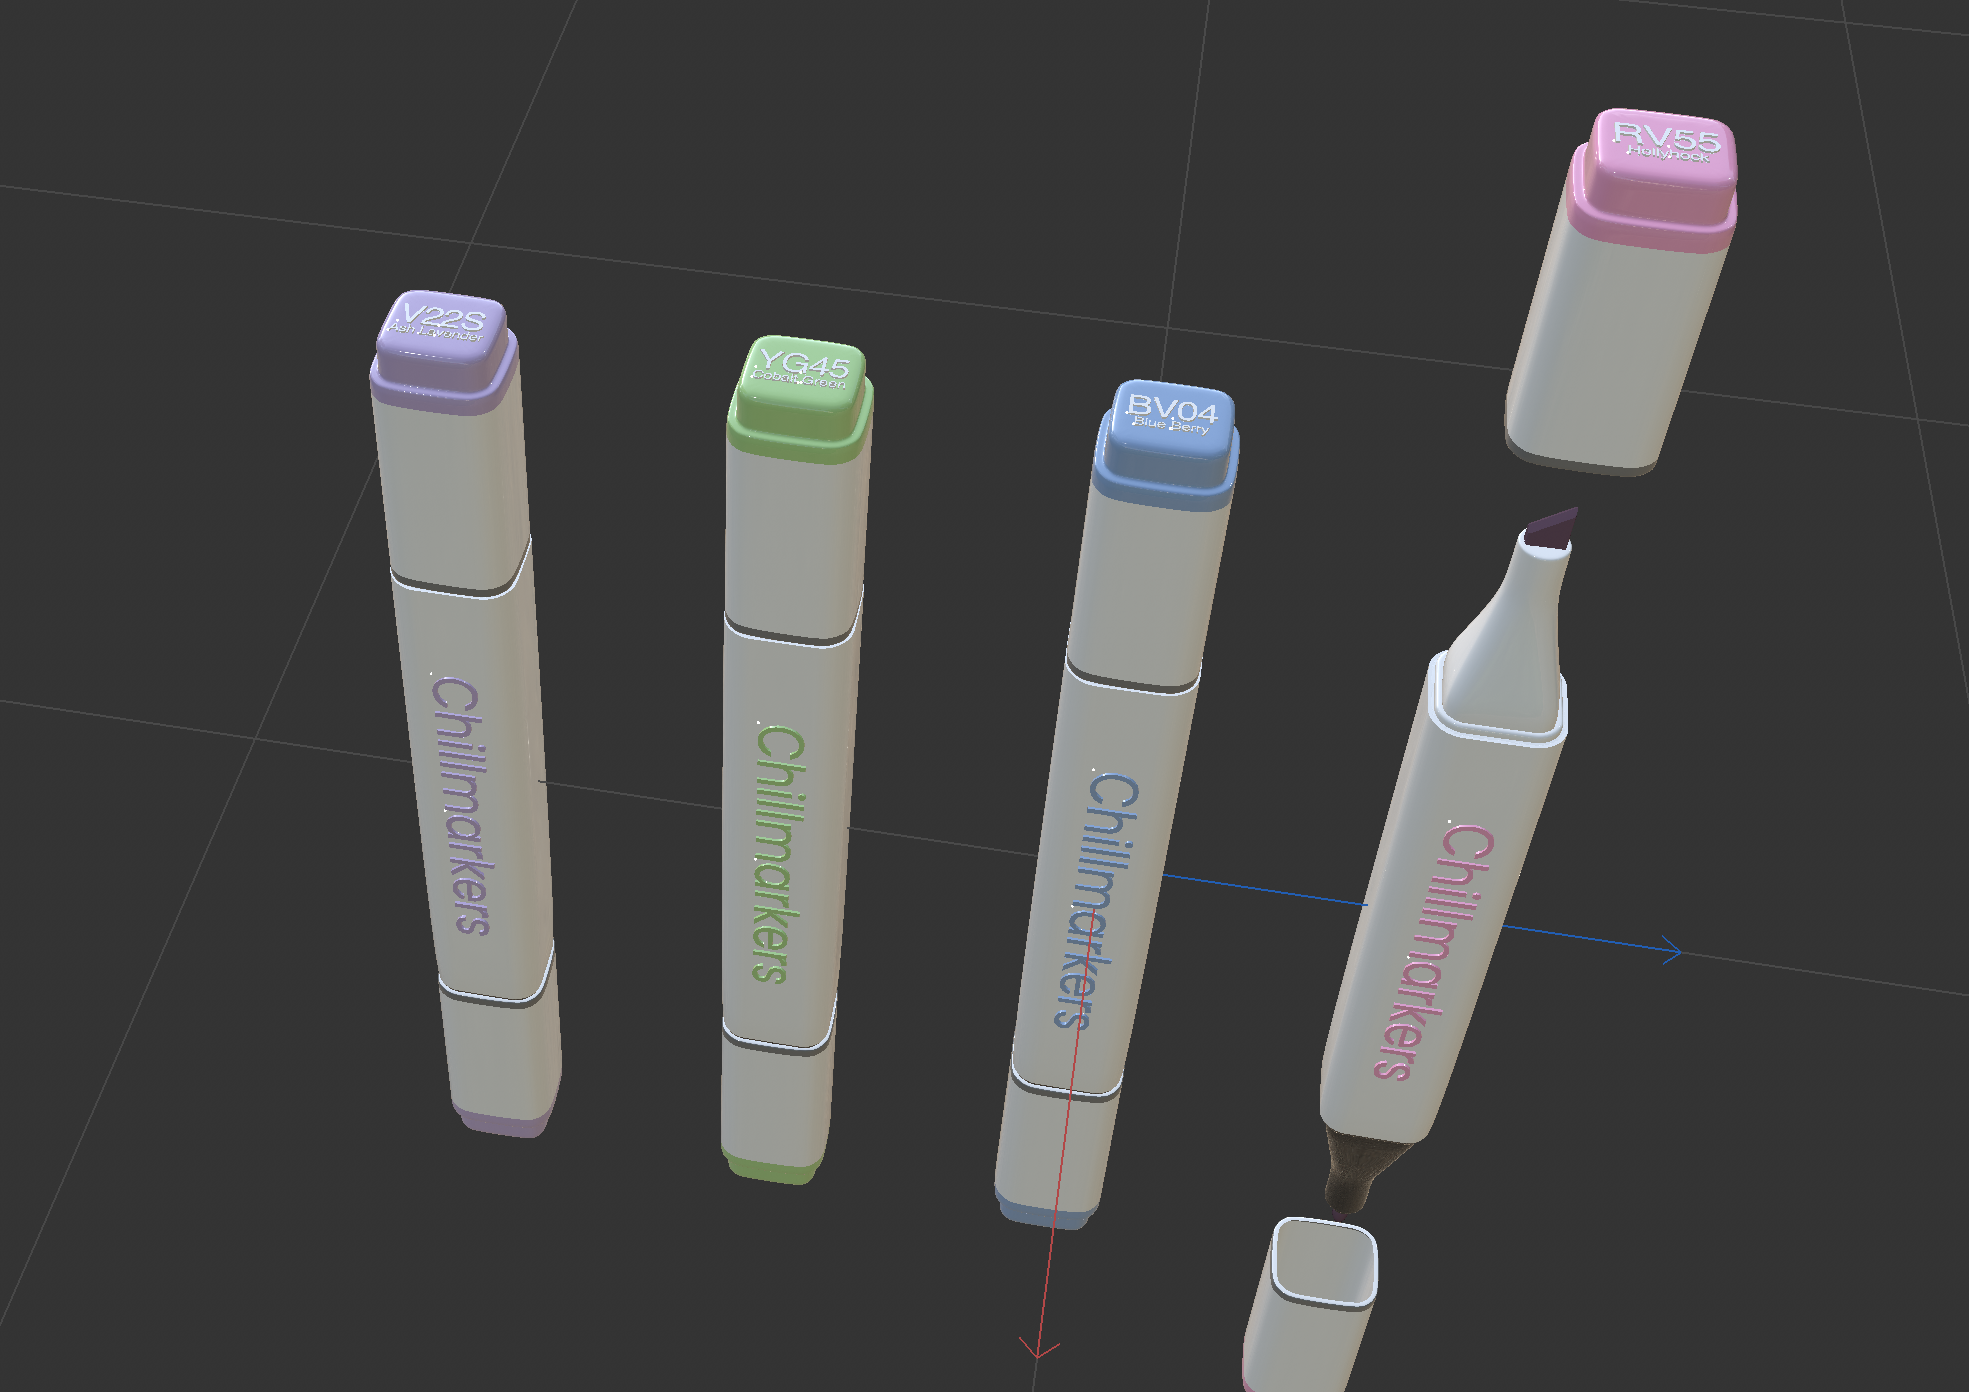 V22S
Ash Lavender
Chillmarkers
YG45
Cobalt Green
Chillmarkers
BV04
Blue Berry
Chillmarkers
RV55
Hollyhock
Chillmarkers